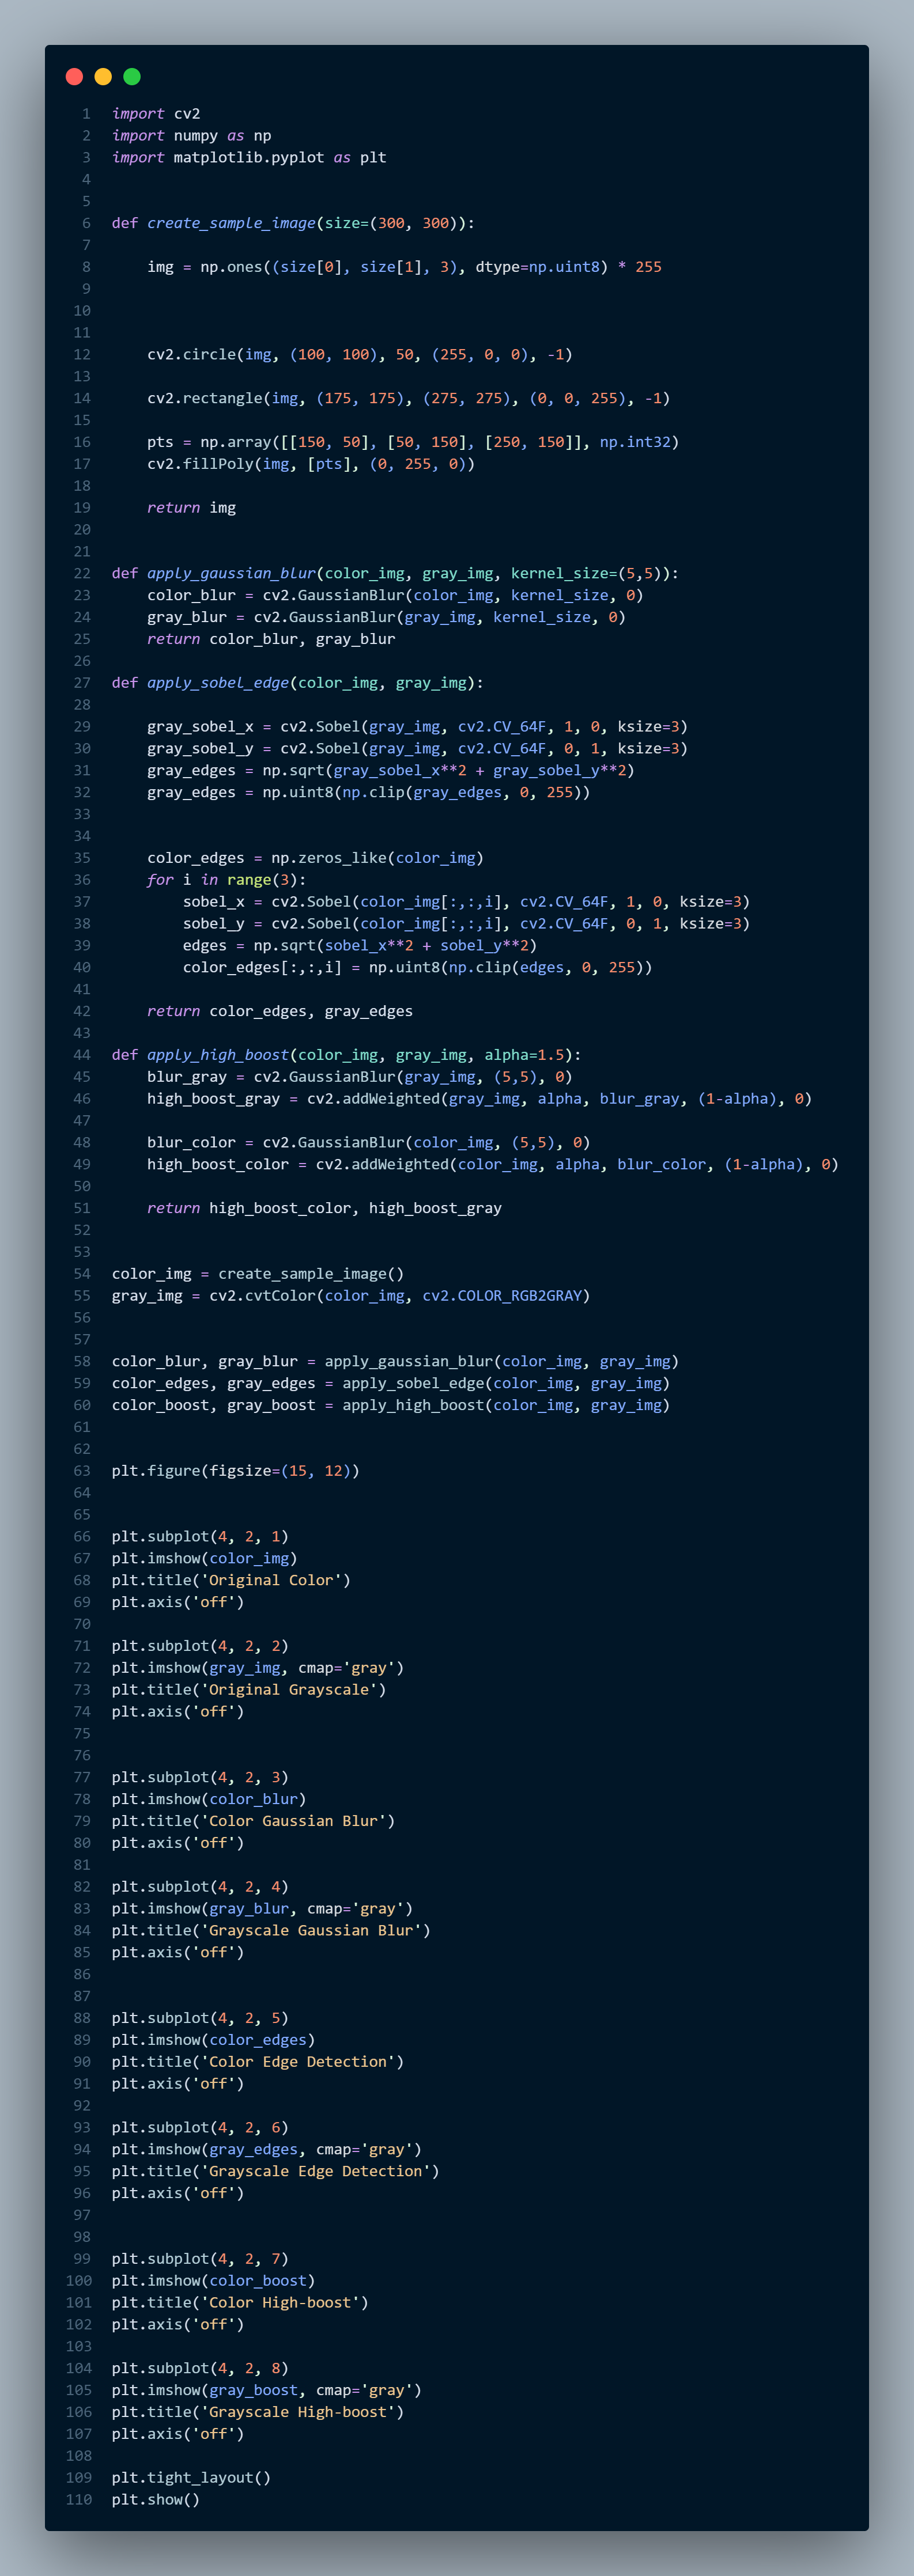 1 import cv2
2 import numpy as np
3 import matplotlib.pyplot as plt
4
5
6 def create_sample_image(size=(300, 300)):
7
8     img = np.ones((size[0], size[1], 3), dtype=np.uint8) * 255
9
10
11
12     cv2.circle(img, (100, 100), 50, (255, 0, 0), -1)
13
14     cv2.rectangle(img, (175, 175), (275, 275), (0, 0, 255), -1)
15
16     pts = np.array([[150, 50], [50, 150], [250, 150]], np.int32)
17     cv2.fillPoly(img, [pts], (0, 255, 0))
18
19     return img
20
21
22 def apply_gaussian_blur(color_img, gray_img, kernel_size=(5,5)):
23     color_blur = cv2.GaussianBlur(color_img, kernel_size, 0)
24     gray_blur = cv2.GaussianBlur(gray_img, kernel_size, 0)
25     return color_blur, gray_blur
26
27 def apply_sobel_edge(color_img, gray_img):
28
29     gray_sobel_x = cv2.Sobel(gray_img, cv2.CV_64F, 1, 0, ksize=3)
30     gray_sobel_y = cv2.Sobel(gray_img, cv2.CV_64F, 0, 1, ksize=3)
31     gray_edges = np.sqrt(gray_sobel_x**2 + gray_sobel_y**2)
32     gray_edges = np.uint8(np.clip(gray_edges, 0, 255))
33
34
35     color_edges = np.zeros_like(color_img)
36     for i in range(3):
37         sobel_x = cv2.Sobel(color_img[:,:,i], cv2.CV_64F, 1, 0, ksize=3)
38         sobel_y = cv2.Sobel(color_img[:,:,i], cv2.CV_64F, 0, 1, ksize=3)
39         edges = np.sqrt(sobel_x**2 + sobel_y**2)
40         color_edges[:,:,i] = np.uint8(np.clip(edges, 0, 255))
41
42     return color_edges, gray_edges
43
44 def apply_high_boost(color_img, gray_img, alpha=1.5):
45     blur_gray = cv2.GaussianBlur(gray_img, (5,5), 0)
46     high_boost_gray = cv2.addWeighted(gray_img, alpha, blur_gray, (1-alpha), 0)
47
48     blur_color = cv2.GaussianBlur(color_img, (5,5), 0)
49     high_boost_color = cv2.addWeighted(color_img, alpha, blur_color, (1-alpha), 0)
50
51     return high_boost_color, high_boost_gray
52
53
54 color_img = create_sample_image()
55 gray_img = cv2.cvtColor(color_img, cv2.COLOR_RGB2GRAY)
56
57
58 color_blur, gray_blur = apply_gaussian_blur(color_img, gray_img)
59 color_edges, gray_edges = apply_sobel_edge(color_img, gray_img)
60 color_boost, gray_boost = apply_high_boost(color_img, gray_img)
61
62
63 plt.figure(figsize=(15, 12))
64
65
66 plt.subplot(4, 2, 1)
67 plt.imshow(color_img)
68 plt.title('Original Color')
69 plt.axis('off')
70
71 plt.subplot(4, 2, 2)
72 plt.imshow(gray_img, cmap='gray')
73 plt.title('Original Grayscale')
74 plt.axis('off')
75
76
77 plt.subplot(4, 2, 3)
78 plt.imshow(color_blur)
79 plt.title('Color Gaussian Blur')
80 plt.axis('off')
81
82 plt.subplot(4, 2, 4)
83 plt.imshow(gray_blur, cmap='gray')
84 plt.title('Grayscale Gaussian Blur')
85 plt.axis('off')
86
87
88 plt.subplot(4, 2, 5)
89 plt.imshow(color_edges)
90 plt.title('Color Edge Detection')
91 plt.axis('off')
92
93 plt.subplot(4, 2, 6)
94 plt.imshow(gray_edges, cmap='gray')
95 plt.title('Grayscale Edge Detection')
96 plt.axis('off')
97
98
99 plt.subplot(4, 2, 7)
100 plt.imshow(color_boost)
101 plt.title('Color High-boost')
102 plt.axis('off')
103
104 plt.subplot(4, 2, 8)
105 plt.imshow(gray_boost, cmap='gray')
106 plt.title('Grayscale High-boost')
107 plt.axis('off')
108
109 plt.tight_layout()
110 plt.show()